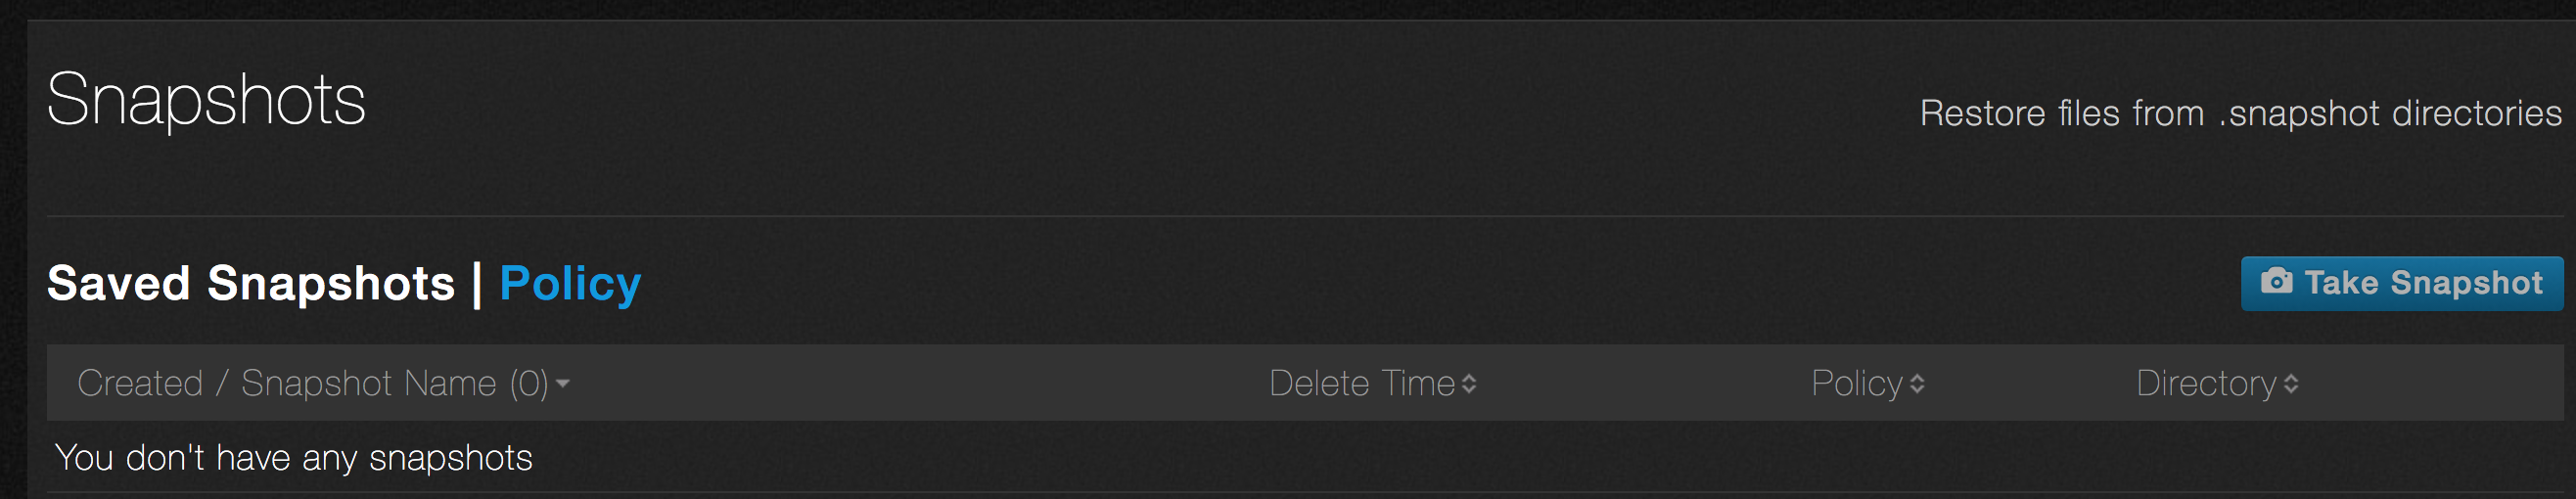 Snapshots
Restore files from .snapshot directories
Saved Snapshots | Policy
Take Snapshot
Created / Snapshot Name (0) Delete Time Policy Directory
You don't have any snapshots